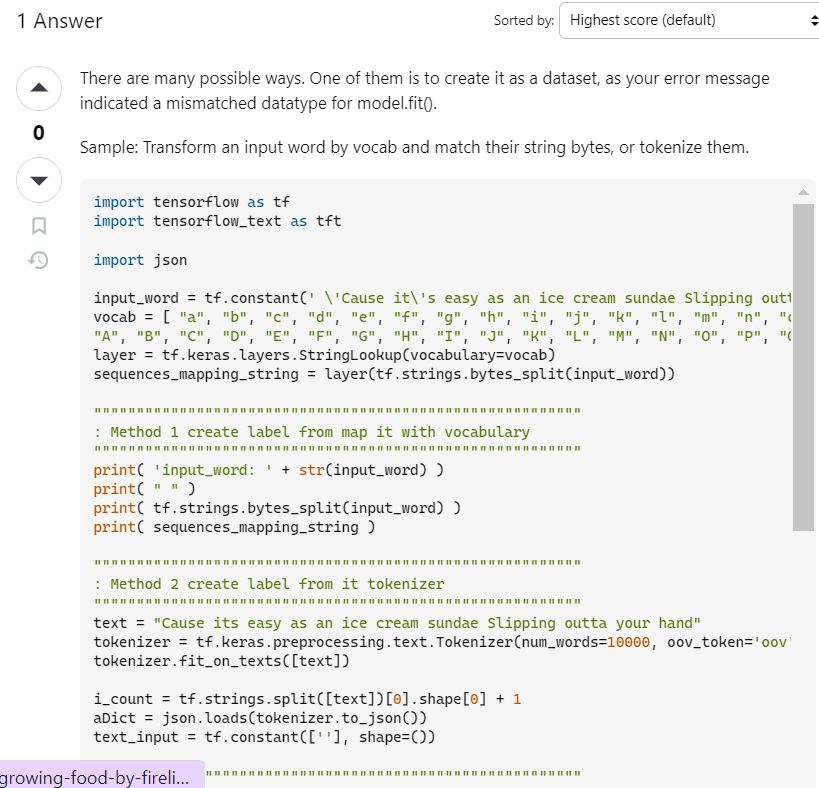 1 Answer
Sorted by:
Highest score (default)
There are many possible ways. One of them is to create it as a dataset, as your error message
indicated a mismatched datatype for model.fit().
0
Sample: Transform an input word by vocab and match their string bytes, or tokenize them.
import tensorflow as tf
import tensorflow_text as tft
import json
input_word = tf.constant(' \'Cause it\'s easy as an ice cream sundae Slipping outt
vocab = [ "a", "b", "c", "d", "e", "f", "g", "h", "i", "j", "k", "l", "m", "n", "
"A", "B", "C", "D", "E", "F", "G", "H", "I", "J", "K", "L", "M", "N", "O", "P", "
layer = tf.keras.layers.StringLookup(vocabulary=vocab)
sequences_mapping_string = layer(tf.strings.bytes_split(input_word))
"""""""""""""""""""""""""""""""""""""""""""""""""""""""""
: Method 1 create label from map it with vocabulary
"""""""""""""""""""""""""""""""""""""""""""""""""""""""""
print( 'input_word: ' + str(input_word) )
print( " " )
print( tf.strings.bytes_split(input_word) )
print( sequences_mapping_string )
"""""""""""""""""""""""""""""""""""""""""""""""""""""""""
: Method 2 create label from it tokenizer
"""""""""""""""""""""""""""""""""""""""""""""""""""""""""
text = "Cause its easy as an ice cream sundae Slipping outta your hand"
tokenizer = tf.keras.preprocessing.text.Tokenizer(num_words=10000, oov_token='oov'
tokenizer.fit_on_texts([text])
i_count = tf.strings.split([text])[0].shape[0] + 1
aDict = json.loads(tokenizer.to_json())
text_input = tf.constant([''], shape=())
growing-food-by-fireli...
""""""""""""""""""""""""""""""""""""""""""""